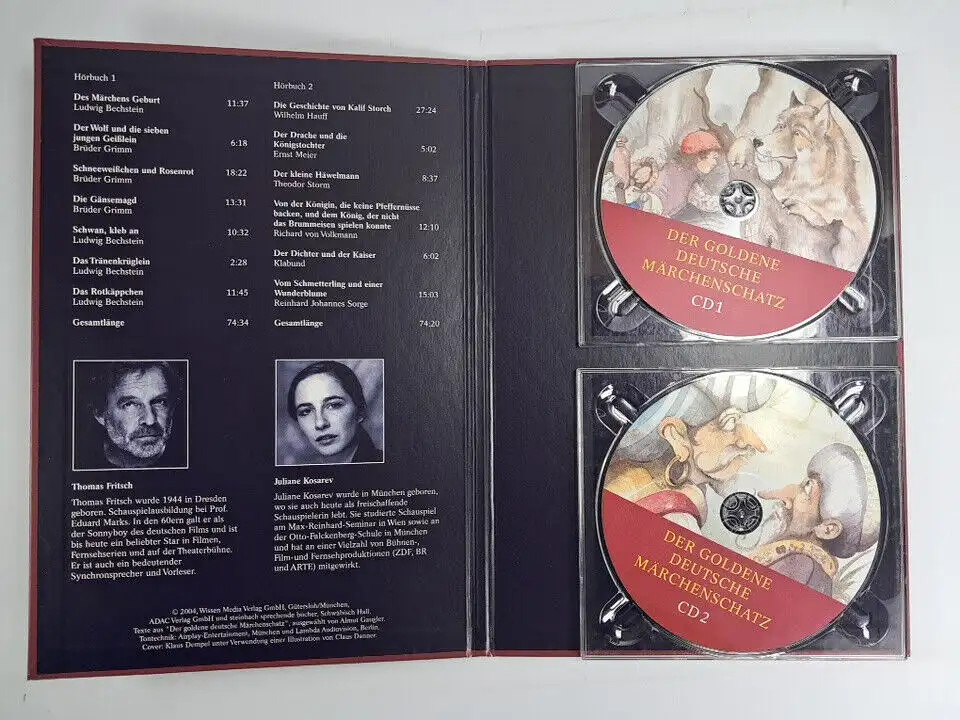 Hörbuch 1
Des Märchens Geburt 11:37
Ludwig Bechstein
Der Wolf und die sieben
jungen Geißlein 6:18
Brüder Grimm
Schneeweißchen und Rosenrot 18:22
Brüder Grimm
Die Gänsemagd 13:31
Brüder Grimm
Schwan, kleb an 10:32
Ludwig Bechstein
Das Tränenkrüglein 2:28
Ludwig Bechstein
Das Rotkäppchen 11:45
Ludwig Bechstein
Gesamtlänge 74:34
Hörbuch 2
Die Geschichte von Kalif Storch 27:24
Wilhelm Hauff
Der Drache und die
Königstochter 5:02
Ernst Meier
Der kleine Häwelmann 8:37
Theodor Storm
Von der Königin, die keine Pfeffernüsse
backen, und dem König, der nicht
das Brummeisen spielen konnte 12:10
Richard von Volkmann
Der Dichter und der Kaiser 6:02
Klabund
Vom Schmetterling und einer
Wunderblume 15:03
Reinhard Johannes Sorge
Gesamtlänge 74:20
Thomas Fritsch
Thomas Fritsch wurde 1944 in Dresden
geboren. Schauspielausbildung bei Prof.
Eduard Marks. In den 60ern galt er als
der Sonnyboy des deutschen Films und ist
bis heute ein beliebter Star in Filmen,
Fernsehserien und auf der Theaterbühne.
Er ist auch ein bedeutender
Synchronsprecher und Vorleser.
Juliane Kosarev
Juliane Kosarev wurde in München geboren,
wo sie auch heute als freischaffende
Schauspielerin lebt. Sie studierte Schauspiel
am Max-Reinhard-Seminar in Wien sowie an
der Otto-Falckenberg-Schule in München
und hat an einer Vielzahl von Bühnen-,
Film- und Fernsehproduktionen (ZDF, BR
und ARTE) mitgewirkt.
© 2004, Wissen Media Verlag GmbH, Gütersloh/München,
ADAC Verlag GmbH und steinbach sprechende bücher, Schwäbisch Hall.
Texte aus "Der goldene deutsche Märchenschatz", ausgewählt von Almut Gaugler.
Tontechnik: Airplay-Entertainment, München und Lambda Audiovision, Berlin.
Cover: Klaus Dempel unter Verwendung einer Illustration von Claus Danner.
DER GOLDENE
DEUTSCHE
MÄRCHENSCHATZ
CD 1
DER GOLDENE
DEUTSCHE
MÄRCHENSCHATZ
CD 2